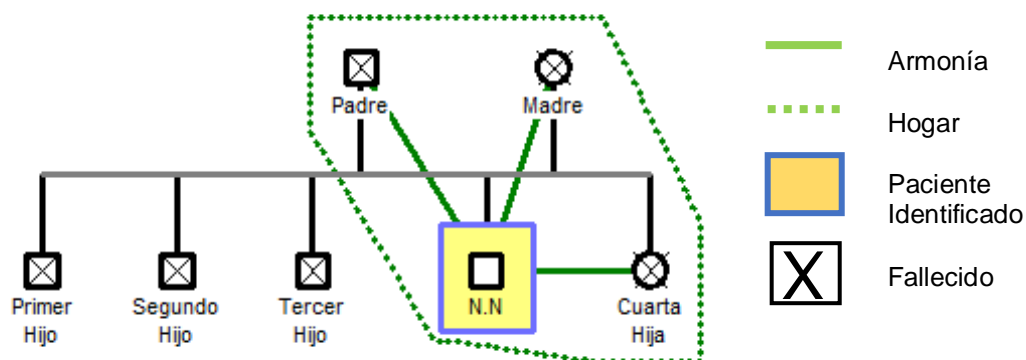 Padre
Madre
Primer
Hijo
Segundo
Hijo
Tercer
Hijo
N.N
Cuarta
Hija
Armonía
Hogar
Paciente
Identificado
X
Fallecido